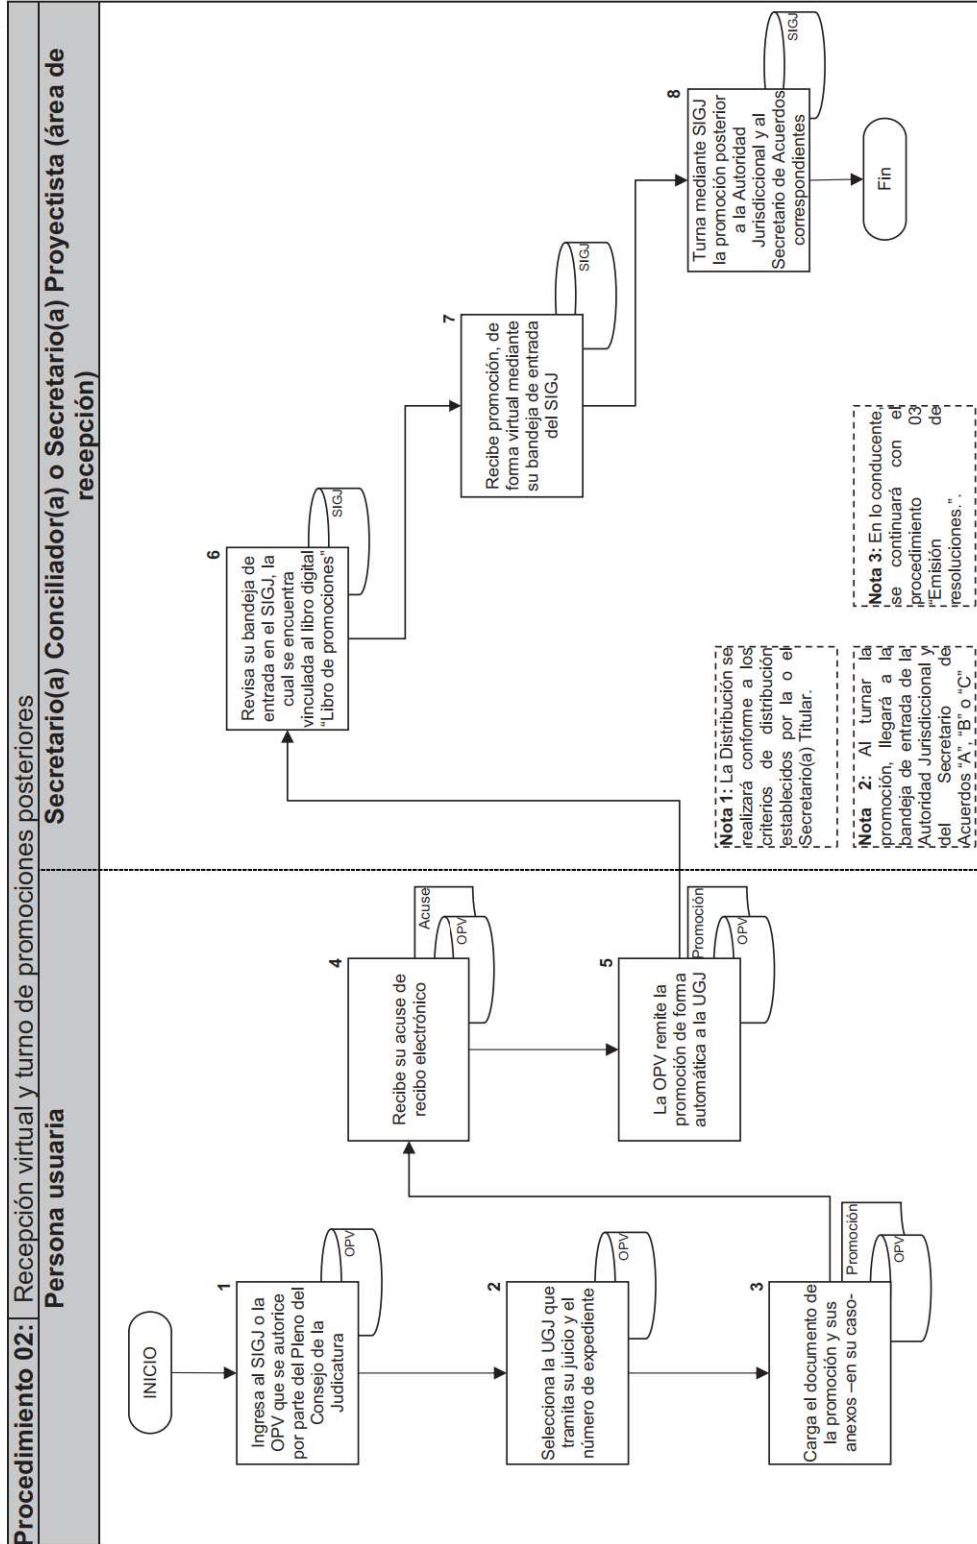 Procedimiento 02: Recepción virtual y turno de promociones posteriores
Persona usuaria
Secretario(a) Conciliador(a) o Secretario(a) Proyectista (área de
recepción)
INICIO
1
Ingresa al SIGJ o la
OPV que se autorice
por parte del Pleno del
Consejo de la
Judicatura
OPV
2
Selecciona la UGJ que
tramita su juicio y el
número de expediente
OPV
3
Carga el documento de
la promoción y sus
anexos –en su caso-
Promoción
OPV
4
Recibe su acuse de
recibo electrónico
Acuse
OPV
5
La OPV remite la
promoción de forma
automática a la UGJ
Promoción
OPV
6
Revisa su bandeja de
entrada en el SIGJ, la
cual se encuentra
vinculada al libro digital
“Libro de promociones”
SIGJ
7
Recibe promoción, de
forma virtual mediante
su bandeja de entrada
del SIGJ
SIGJ
8
Turna mediante SIGJ
la promoción posterior
a la Autoridad
Jurisdiccional y al
Secretario de Acuerdos
correspondientes
SIGJ
Fin
Nota 1: La Distribución se
realizará conforme a los
criterios de distribución
establecidos por la o el
Secretario(a) Titular.
Nota 2: Al turnar la
promoción, llegará a la
bandeja de entrada de la
Autoridad Jurisdiccional y
del Secretario de
Acuerdos “A”, “B” o “C”
Nota 3: En lo conducente,
se continuará con el
procedimiento 03
“Emisión de
resoluciones.”.